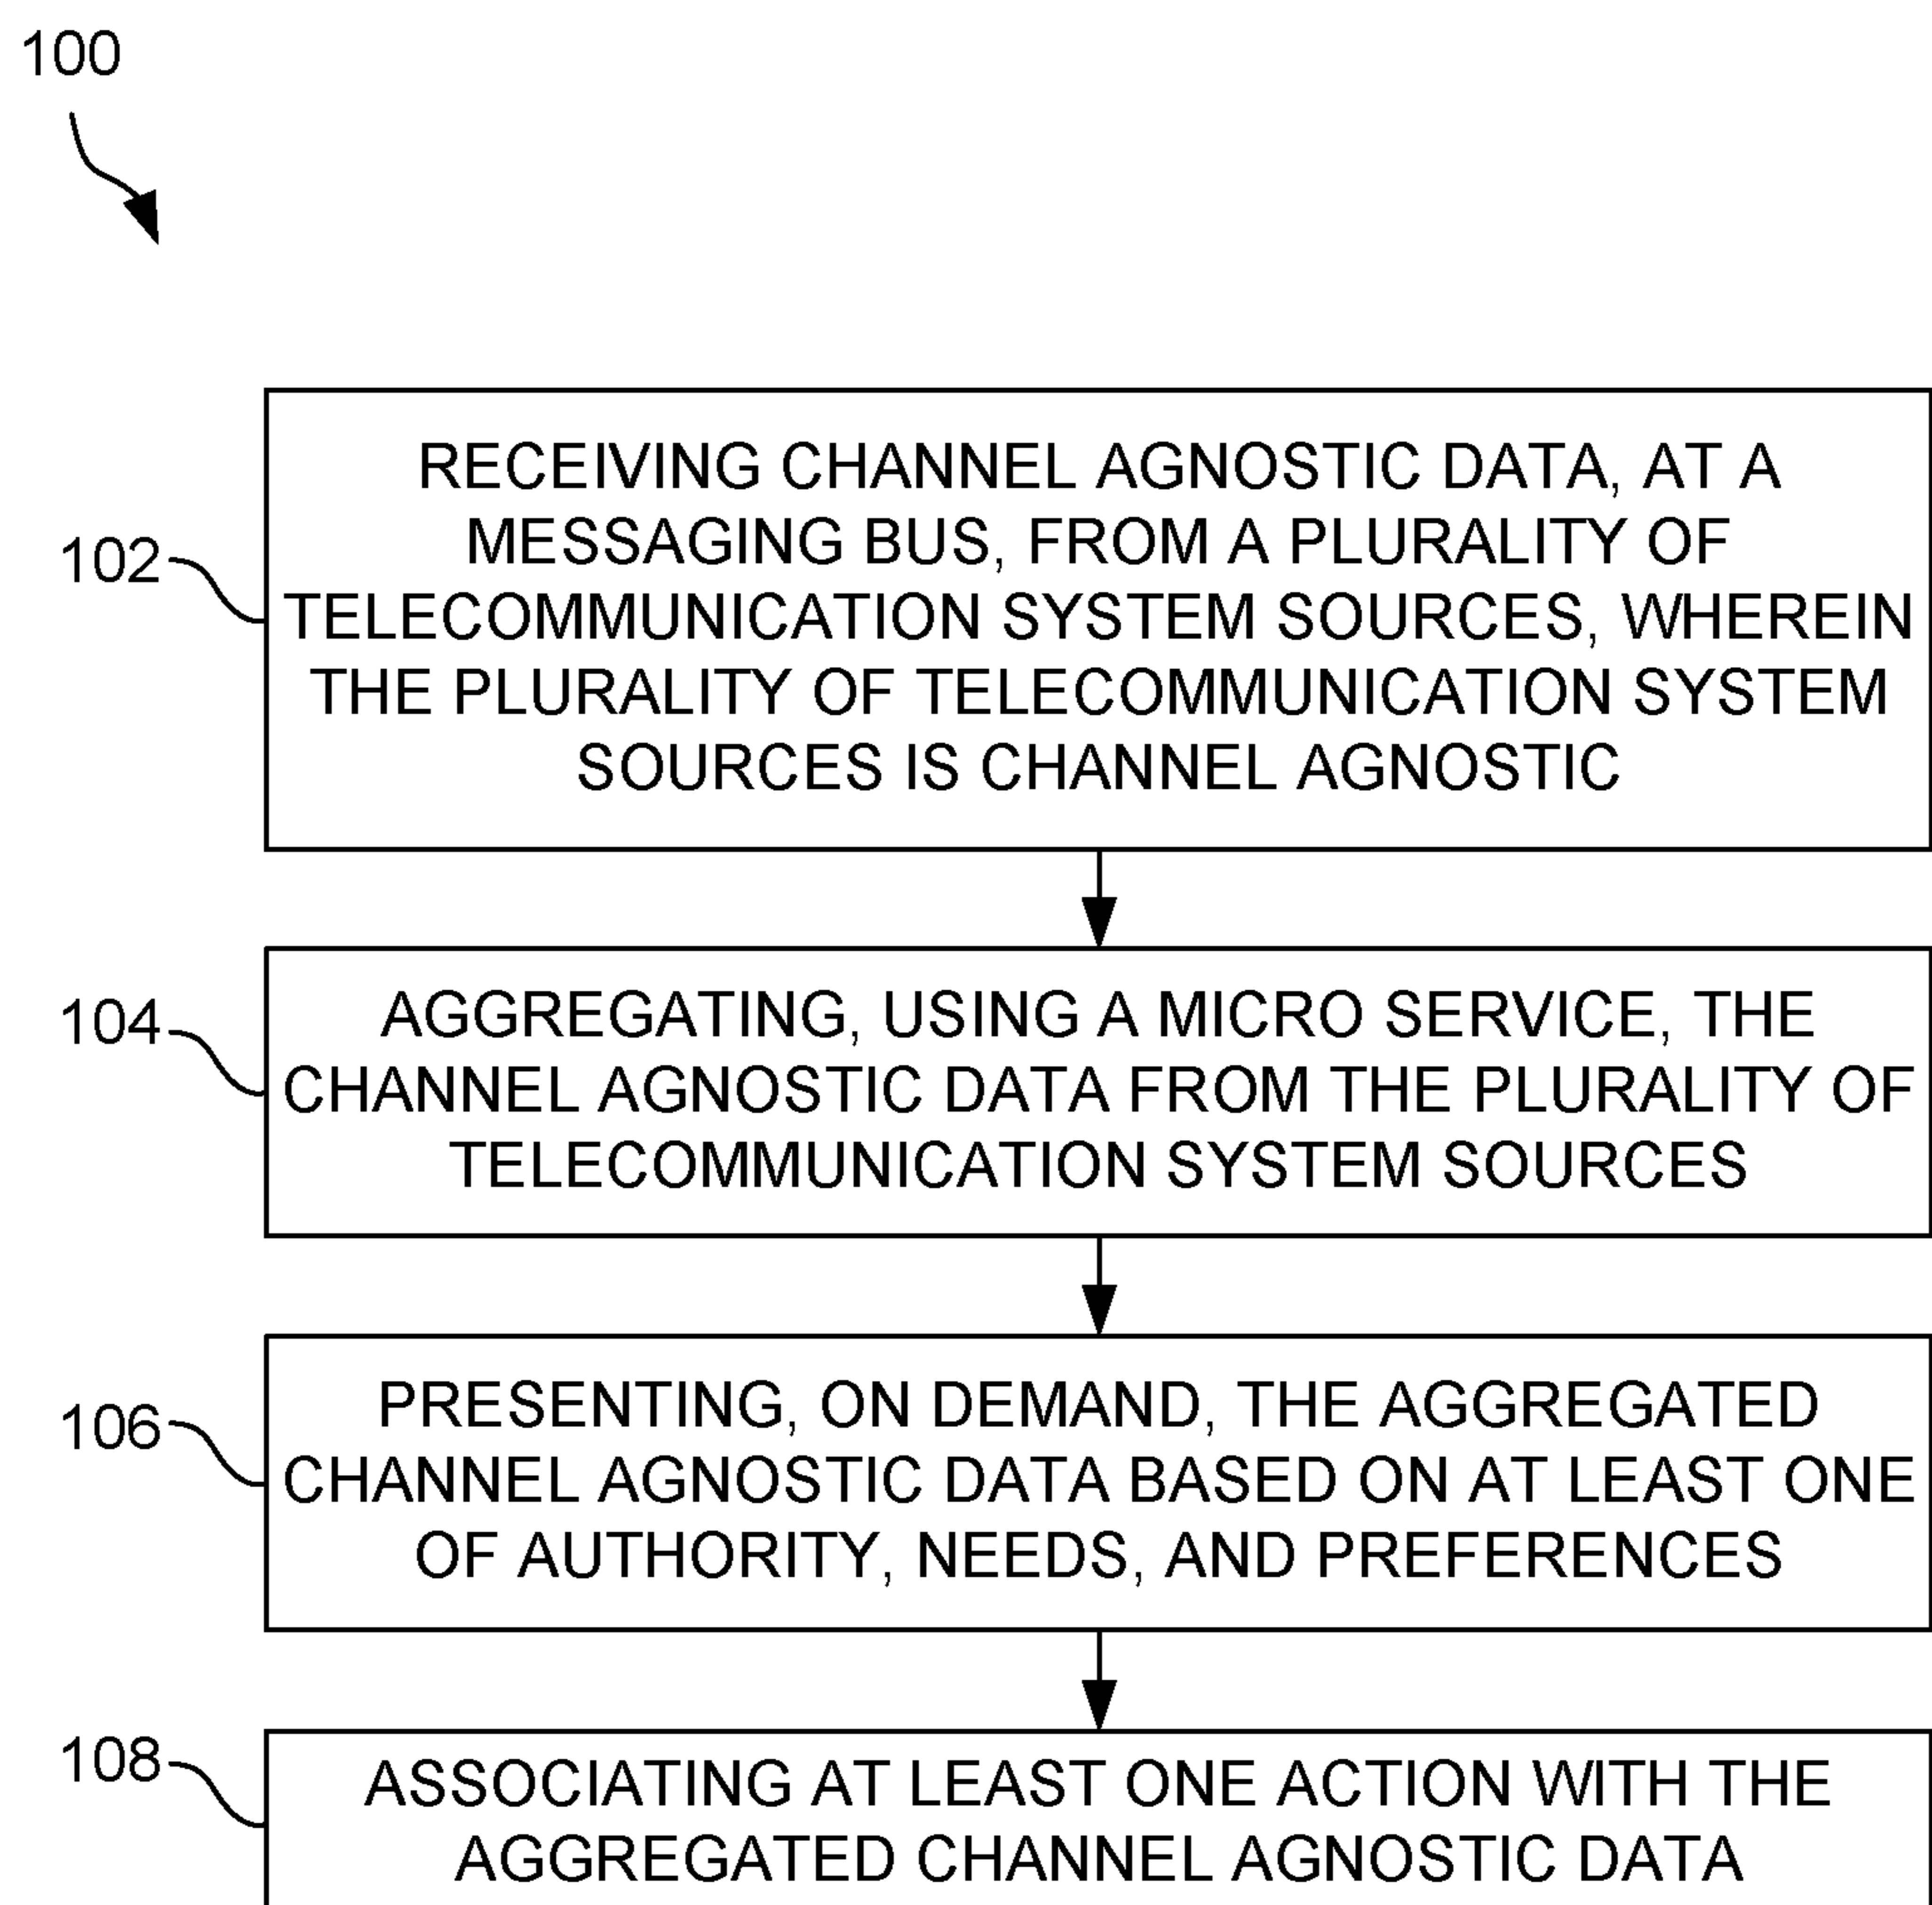 100
102
RECEIVING CHANNEL AGNOSTIC DATA, AT A
MESSAGING BUS, FROM A PLURALITY OF
TELECOMMUNICATION SYSTEM SOURCES, WHEREIN
THE PLURALITY OF TELECOMMUNICATION SYSTEM
SOURCES IS CHANNEL AGNOSTIC
104
AGGREGATING, USING A MICRO SERVICE, THE
CHANNEL AGNOSTIC DATA FROM THE PLURALITY OF
TELECOMMUNICATION SYSTEM SOURCES
106
PRESENTING, ON DEMAND, THE AGGREGATED
CHANNEL AGNOSTIC DATA BASED ON AT LEAST ONE
OF AUTHORITY, NEEDS, AND PREFERENCES
108
ASSOCIATING AT LEAST ONE ACTION WITH THE
AGGREGATED CHANNEL AGNOSTIC DATA